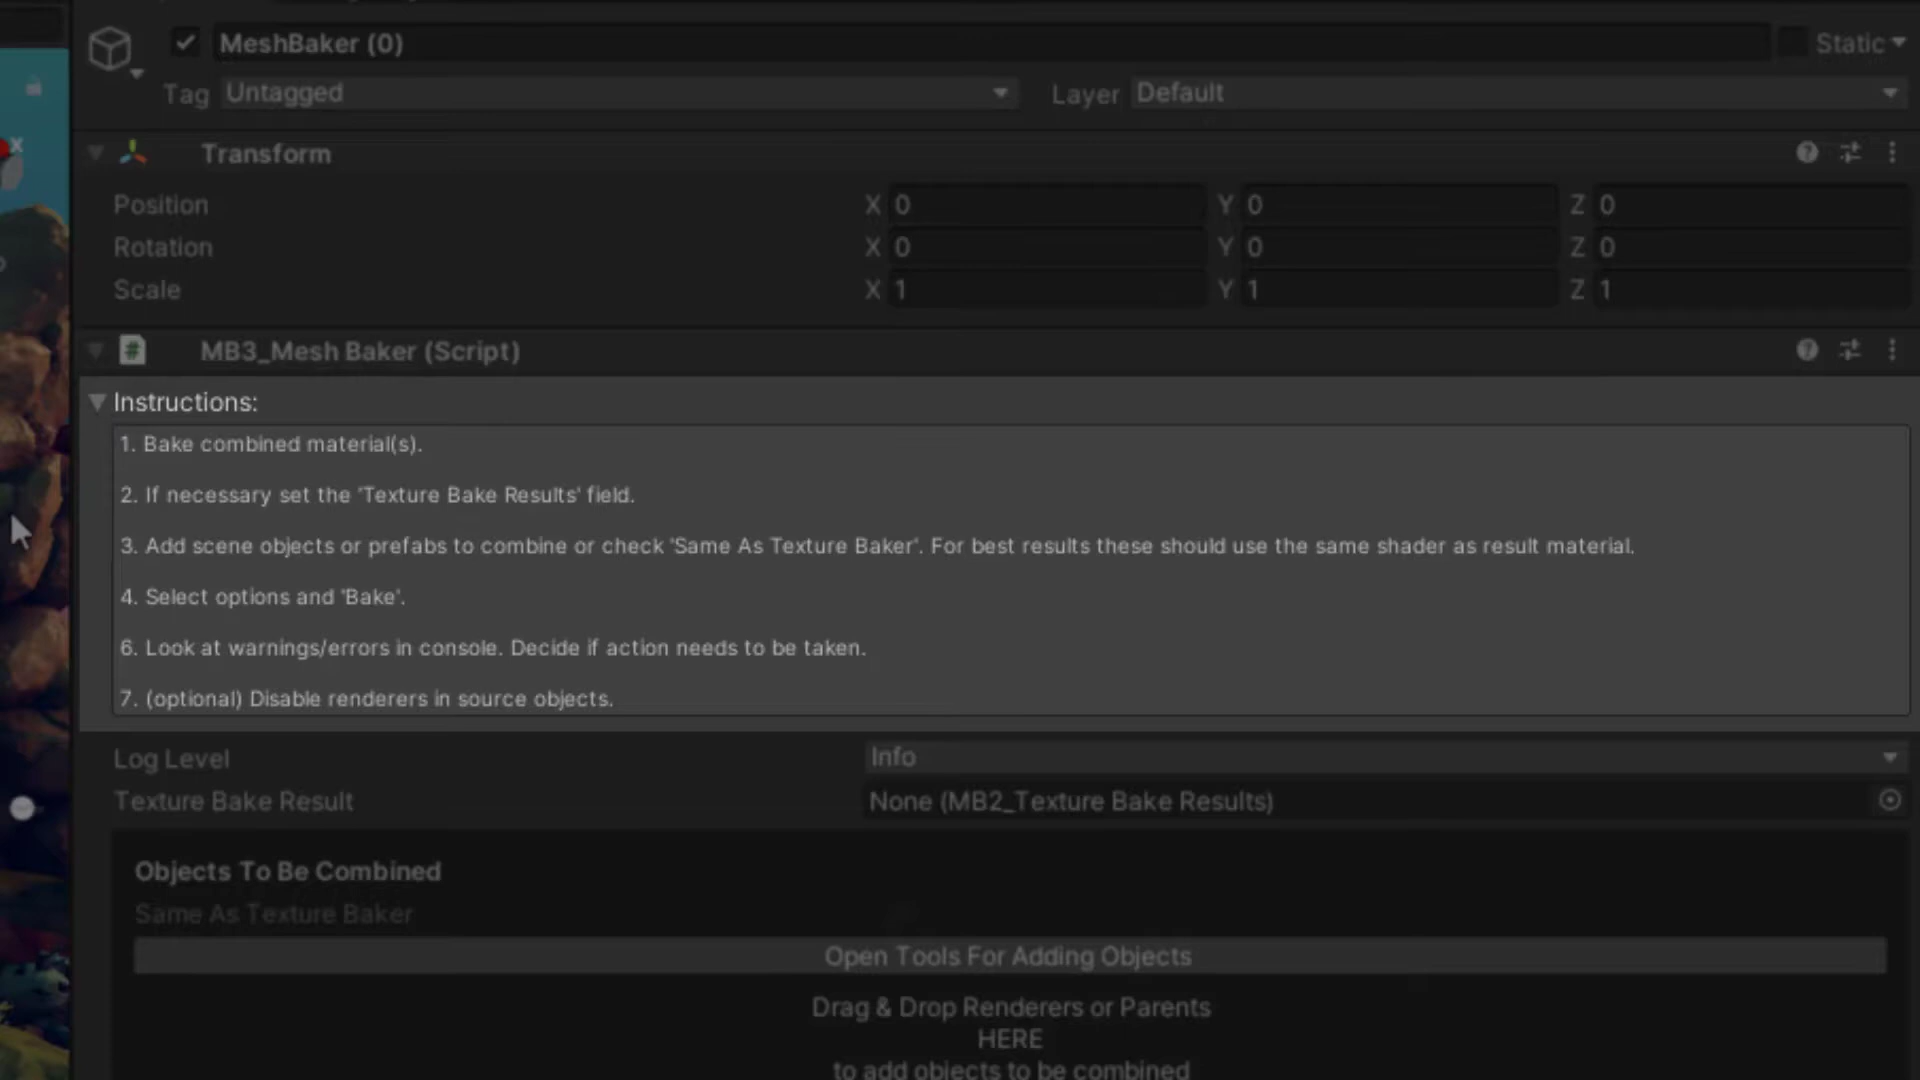 MeshBaker (0)
Static
Tag Untagged Layer Default
Transform
Position X 0 Y 0 Z 0
Rotation X 0 Y 0 Z 0
Scale X 1 Y 1 Z 1
MB3_Mesh Baker (Script)
Instructions:
1. Bake combined material(s).
2. If necessary set the 'Texture Bake Results' field.
3. Add scene objects or prefabs to combine or check 'Same As Texture Baker'. For best results these should use the same shader as result material.
4. Select options and 'Bake'.
6. Look at warnings/errors in console. Decide if action needs to be taken.
7. (optional) Disable renderers in source objects.
Log Level Info
Texture Bake Result None (MB2_Texture Bake Results)
Objects To Be Combined
Same As Texture Baker
Open Tools For Adding Objects
Drag & Drop Renderers or Parents
HERE
to add objects to be combined
x